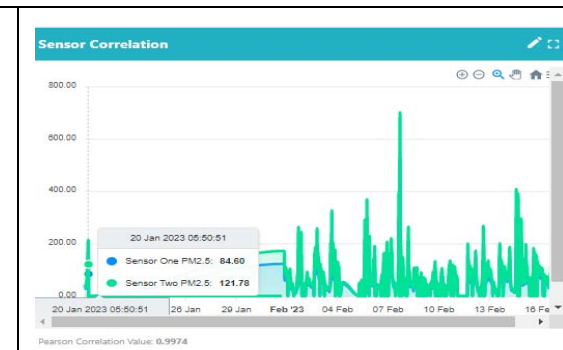 Sensor Correlation
800.00
600.00
400.00
200.00
0.00
20 Jan 2023 05:50:51
Sensor One PM2.5: 84.60
Sensor Two PM2.5: 121.78
20 Jan 2023 05:50:51 26 Jan 29 Jan Feb '23 04 Feb 07 Feb 10 Feb 13 Feb 16 Fe
Pearson Correlation Value: 0.9974